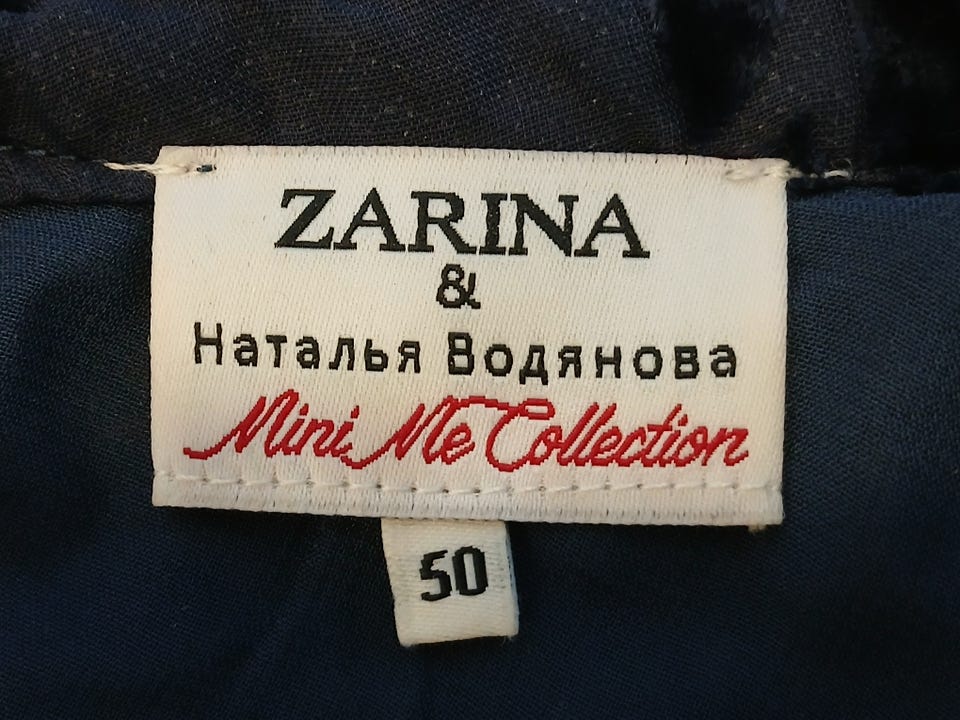 ZARINA
&
Наталья Водянова
Mini Me Collection
50